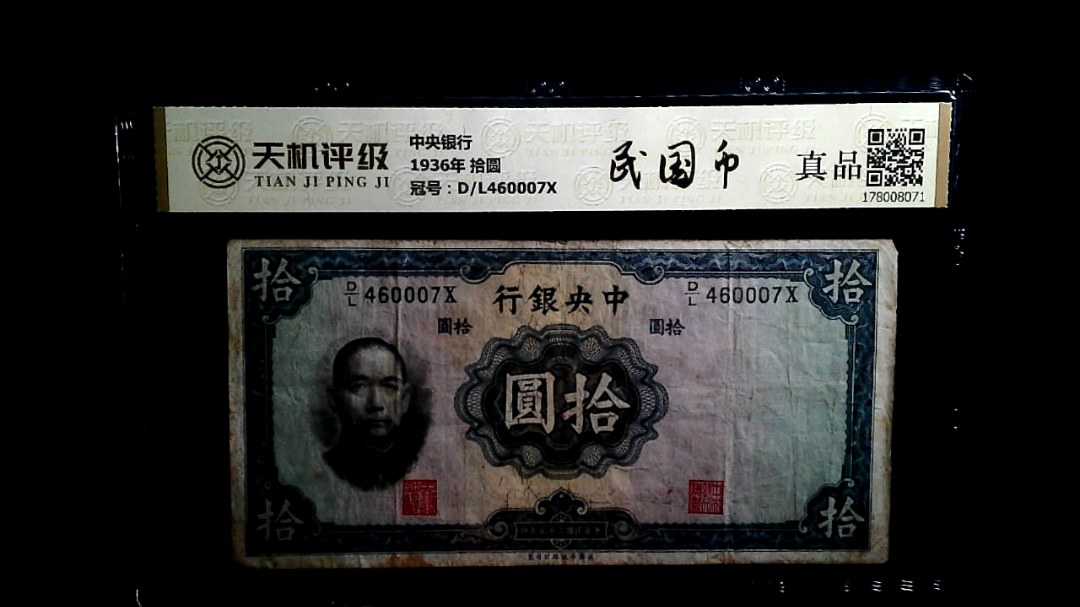 天机评级
TIAN JI PING JI
中央银行
1936年 拾圆
冠号：D/L460007X
民国币
真品
178008071
拾
拾
D/L 460007X
行銀央中
D/L 460007X
圓拾
圓拾
圓拾
拾
拾